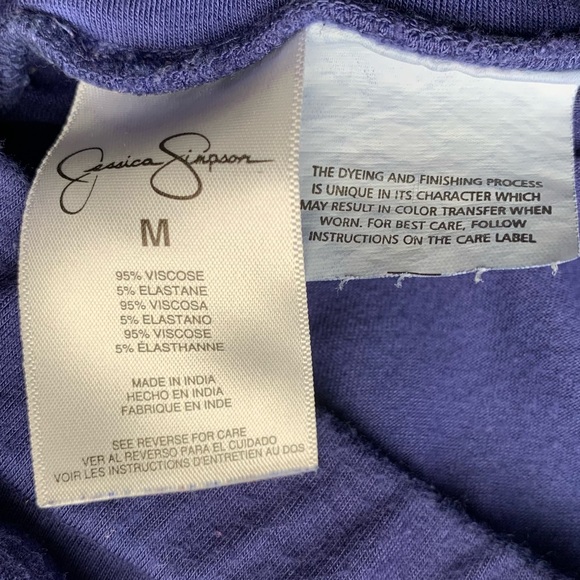 Jessica Simpson
M
95% VISCOSE
5% ELASTANE
95% VISCOSA
5% ELASTANO
95% VISCOSE
5% ÉLASTHANNE
MADE IN INDIA
HECHO EN INDIA
FABRIQUE EN INDE
SEE REVERSE FOR CARE
VER AL REVERSO PARA EL CUIDADO
VOIR LES INSTRUCTIONS D'ENTRETIEN AU DOS
THE DYEING AND FINISHING PROCESS
IS UNIQUE IN ITS CHARACTER WHICH
MAY RESULT IN COLOR TRANSFER WHEN
WORN. FOR BEST CARE, FOLLOW
INSTRUCTIONS ON THE CARE LABEL